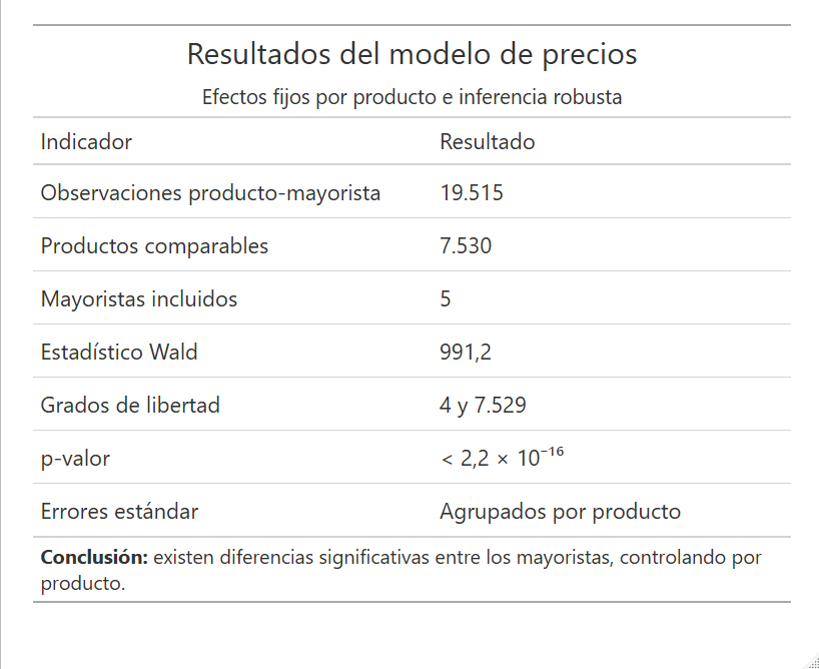 Resultados del modelo de precios
Efectos fijos por producto e inferencia robusta
Indicador Resultado
Observaciones producto-mayorista 19.515
Productos comparables 7.530
Mayoristas incluidos 5
Estadístico Wald 991,2
Grados de libertad 4 y 7.529
p-valor < 2,2 × 10⁻¹⁶
Errores estándar Agrupados por producto
Conclusión: existen diferencias significativas entre los mayoristas, controlando por
producto.